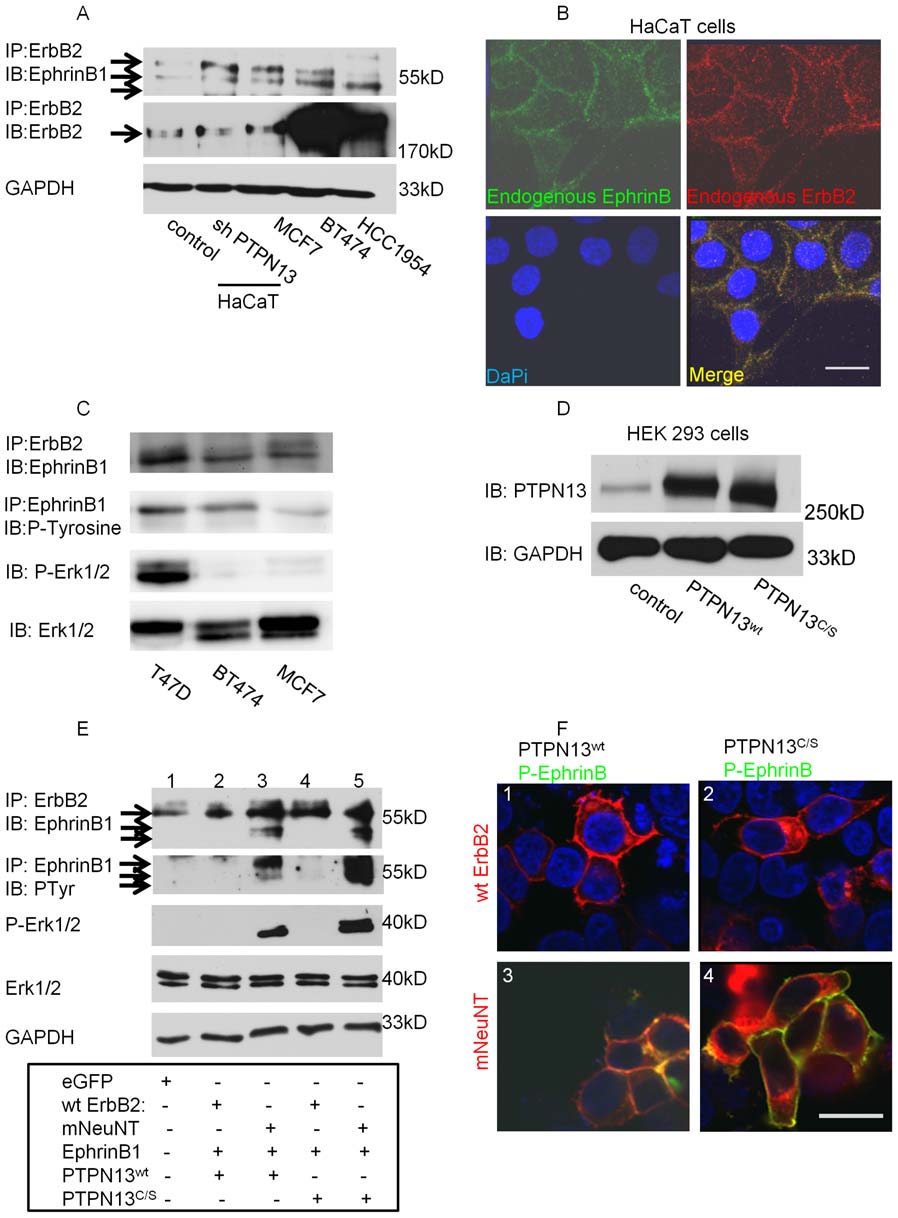 A
IP:ErbB2
IB:EphrinB1
55kD
IP:ErbB2
IB:ErbB2
170kD
GAPDH
33kD
control
sh PTPN13
MCF7
BT474
HCC1954
HaCaT
B
HaCaT cells
Endogenous EphrinB
Endogenous ErbB2
DaPi
Merge
C
IP:ErbB2
IB:EphrinB1
IP:EphrinB1
IB:P-Tyrosine
IB: P-Erk1/2
IB: Erk1/2
T47D
BT474
MCF7
D
HEK 293 cells
IB: PTPN13
250kD
IB: GAPDH
33kD
control
PTPN13wt
PTPN13C/S
E
1 2 3 4 5
IP: ErbB2
IB: EphrinB1
55kD
IP: EphrinB1
IB: PTyr
55kD
P-Erk1/2
40kD
Erk1/2
40kD
GAPDH
33kD
eGFP + - - - -
wt ErbB2: - + - + -
mNeuNT - - + - +
EphrinB1 - + + + +
PTPN13wt - + + - -
PTPN13C/S - - - + +
F
PTPN13wt
P-EphrinB
PTPN13C/S
P-EphrinB
wt ErbB2
1
2
mNeuNT
3
4